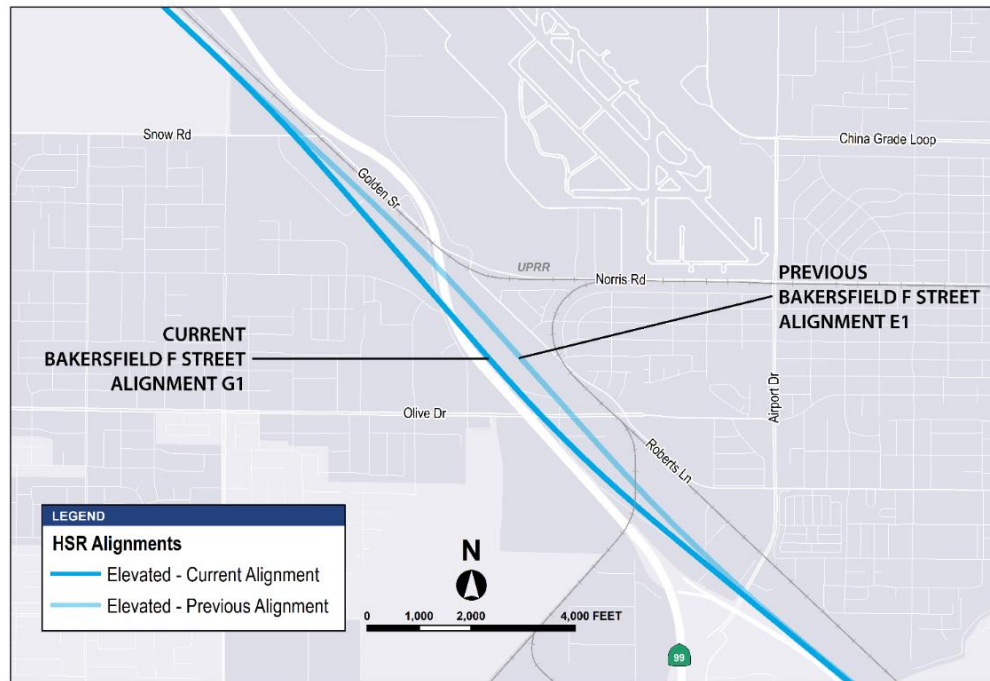 Snow Rd
China Grade Loop
Golden Sr
UPRR
Norris Rd
PREVIOUS
BAKERSFIELD F STREET
ALIGNMENT E1
CURRENT
BAKERSFIELD F STREET
ALIGNMENT G1
Airport Dr
Olive Dr
Roberts Ln
LEGEND
HSR Alignments
Elevated - Current Alignment
Elevated - Previous Alignment
N
0 1,000 2,000 4,000 FEET
99